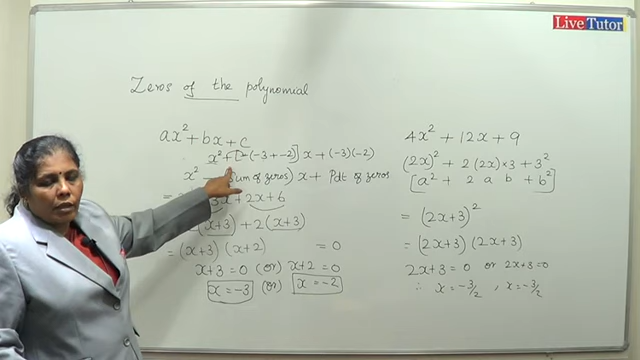 Live Tutor
Zeros of the polynomial
ax² + bx + c
x² + [-(-3+-2)] x + (-3)(-2)
x² sum of zeros) x + Pdt of zeros
3x + 2x + 6
(x+3) + 2(x+3)
= (x+3) (x+2) = 0
x+3 = 0 (or) x+2 = 0
x = -3 (or) x = -2
4x² + 12x + 9
(2x)² + 2 (2x) × 3 + 3²
[a² + 2 a b + b²]
= (2x+3)²
= (2x+3) (2x+3)
2x+3 = 0 or 2x+3 = 0
∴ x = -3/2 , x = -3/2